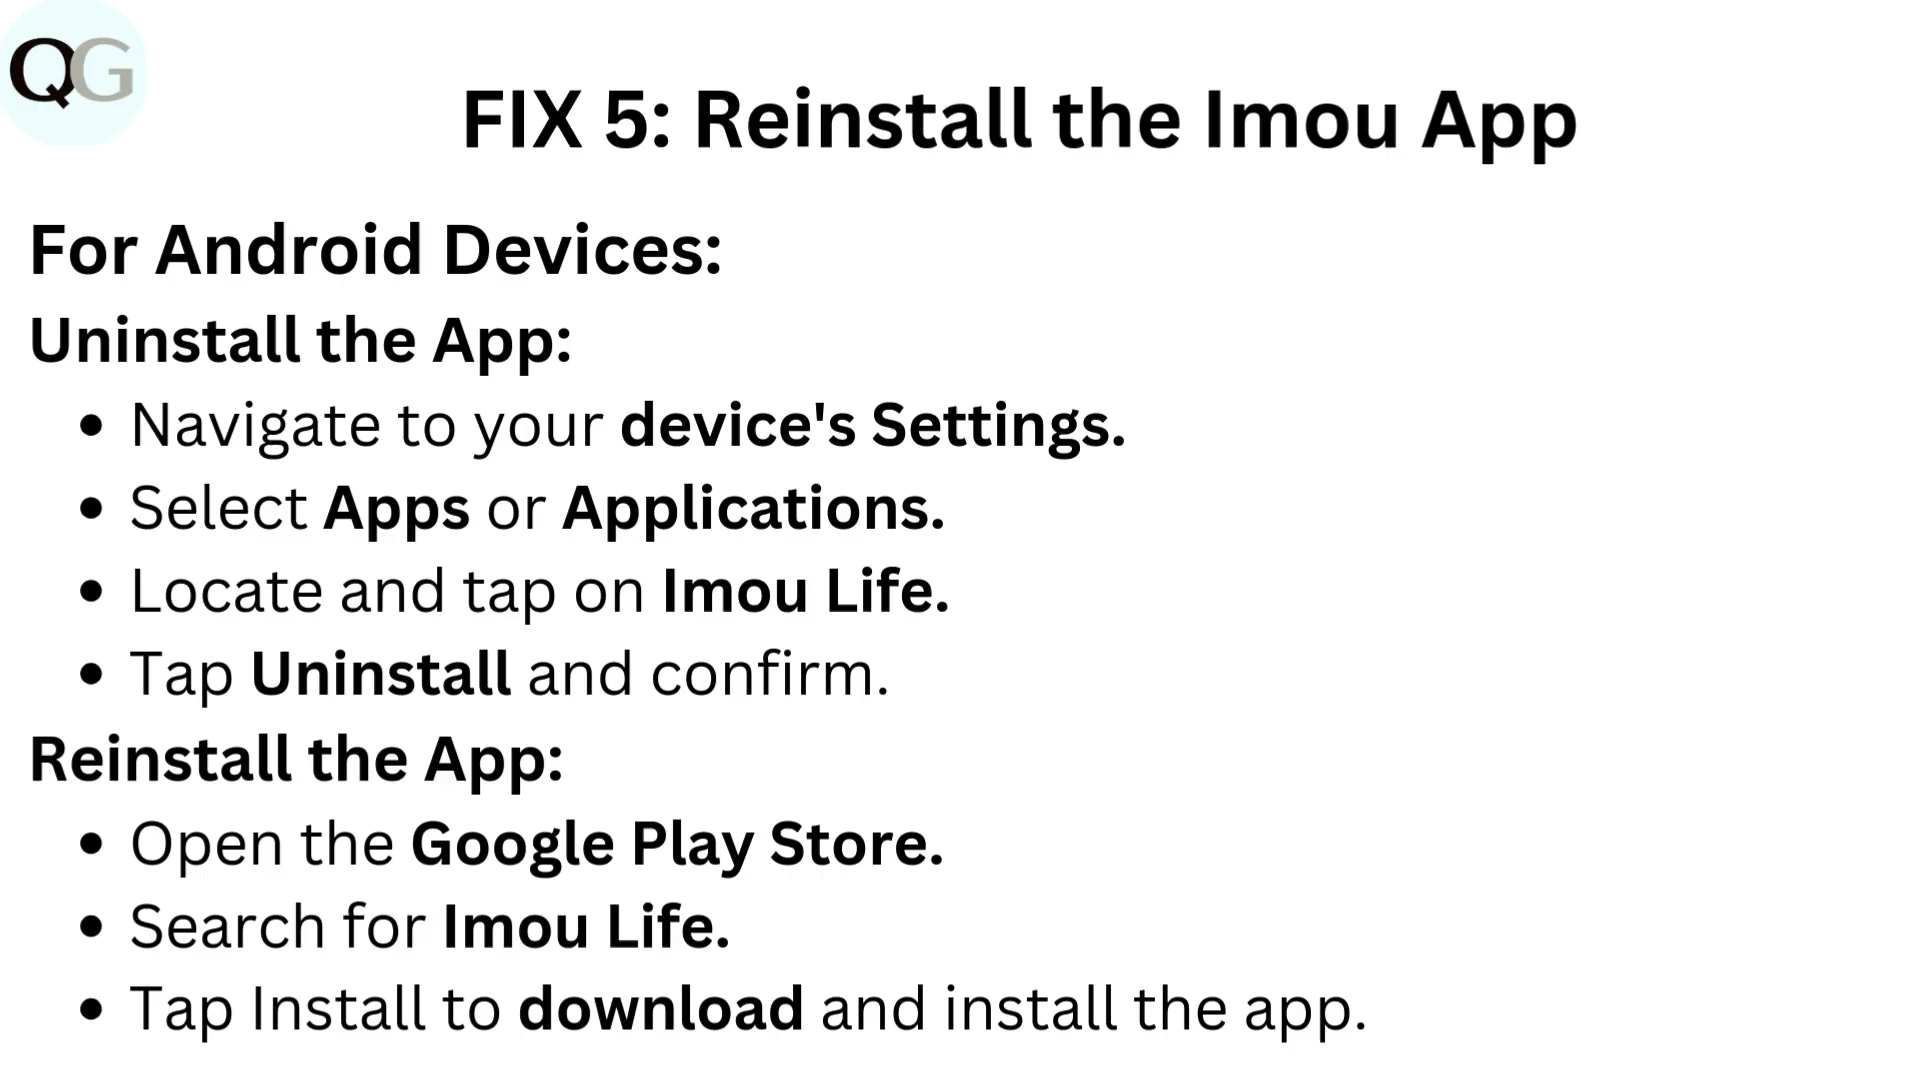 QG
FIX 5: Reinstall the Imou App
For Android Devices:
Uninstall the App:
• Navigate to your device's Settings.
• Select Apps or Applications.
• Locate and tap on Imou Life.
• Tap Uninstall and confirm.
Reinstall the App:
• Open the Google Play Store.
• Search for Imou Life.
• Tap Install to download and install the app.